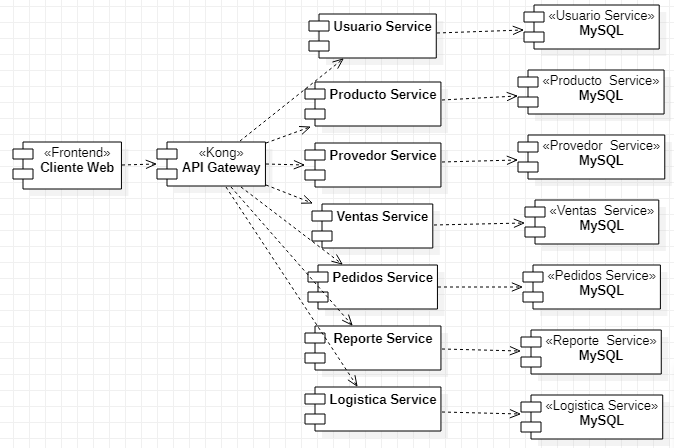 Usuario Service
«Usuario Service»
MySQL
Producto Service
«Producto Service»
MySQL
«Frontend»
Cliente Web
«Kong»
API Gateway
Provedor Service
«Provedor Service»
MySQL
Ventas Service
«Ventas Service»
MySQL
Pedidos Service
«Pedidos Service»
MySQL
Reporte Service
«Reporte Service»
MySQL
Logistica Service
«Logistica Service»
MySQL